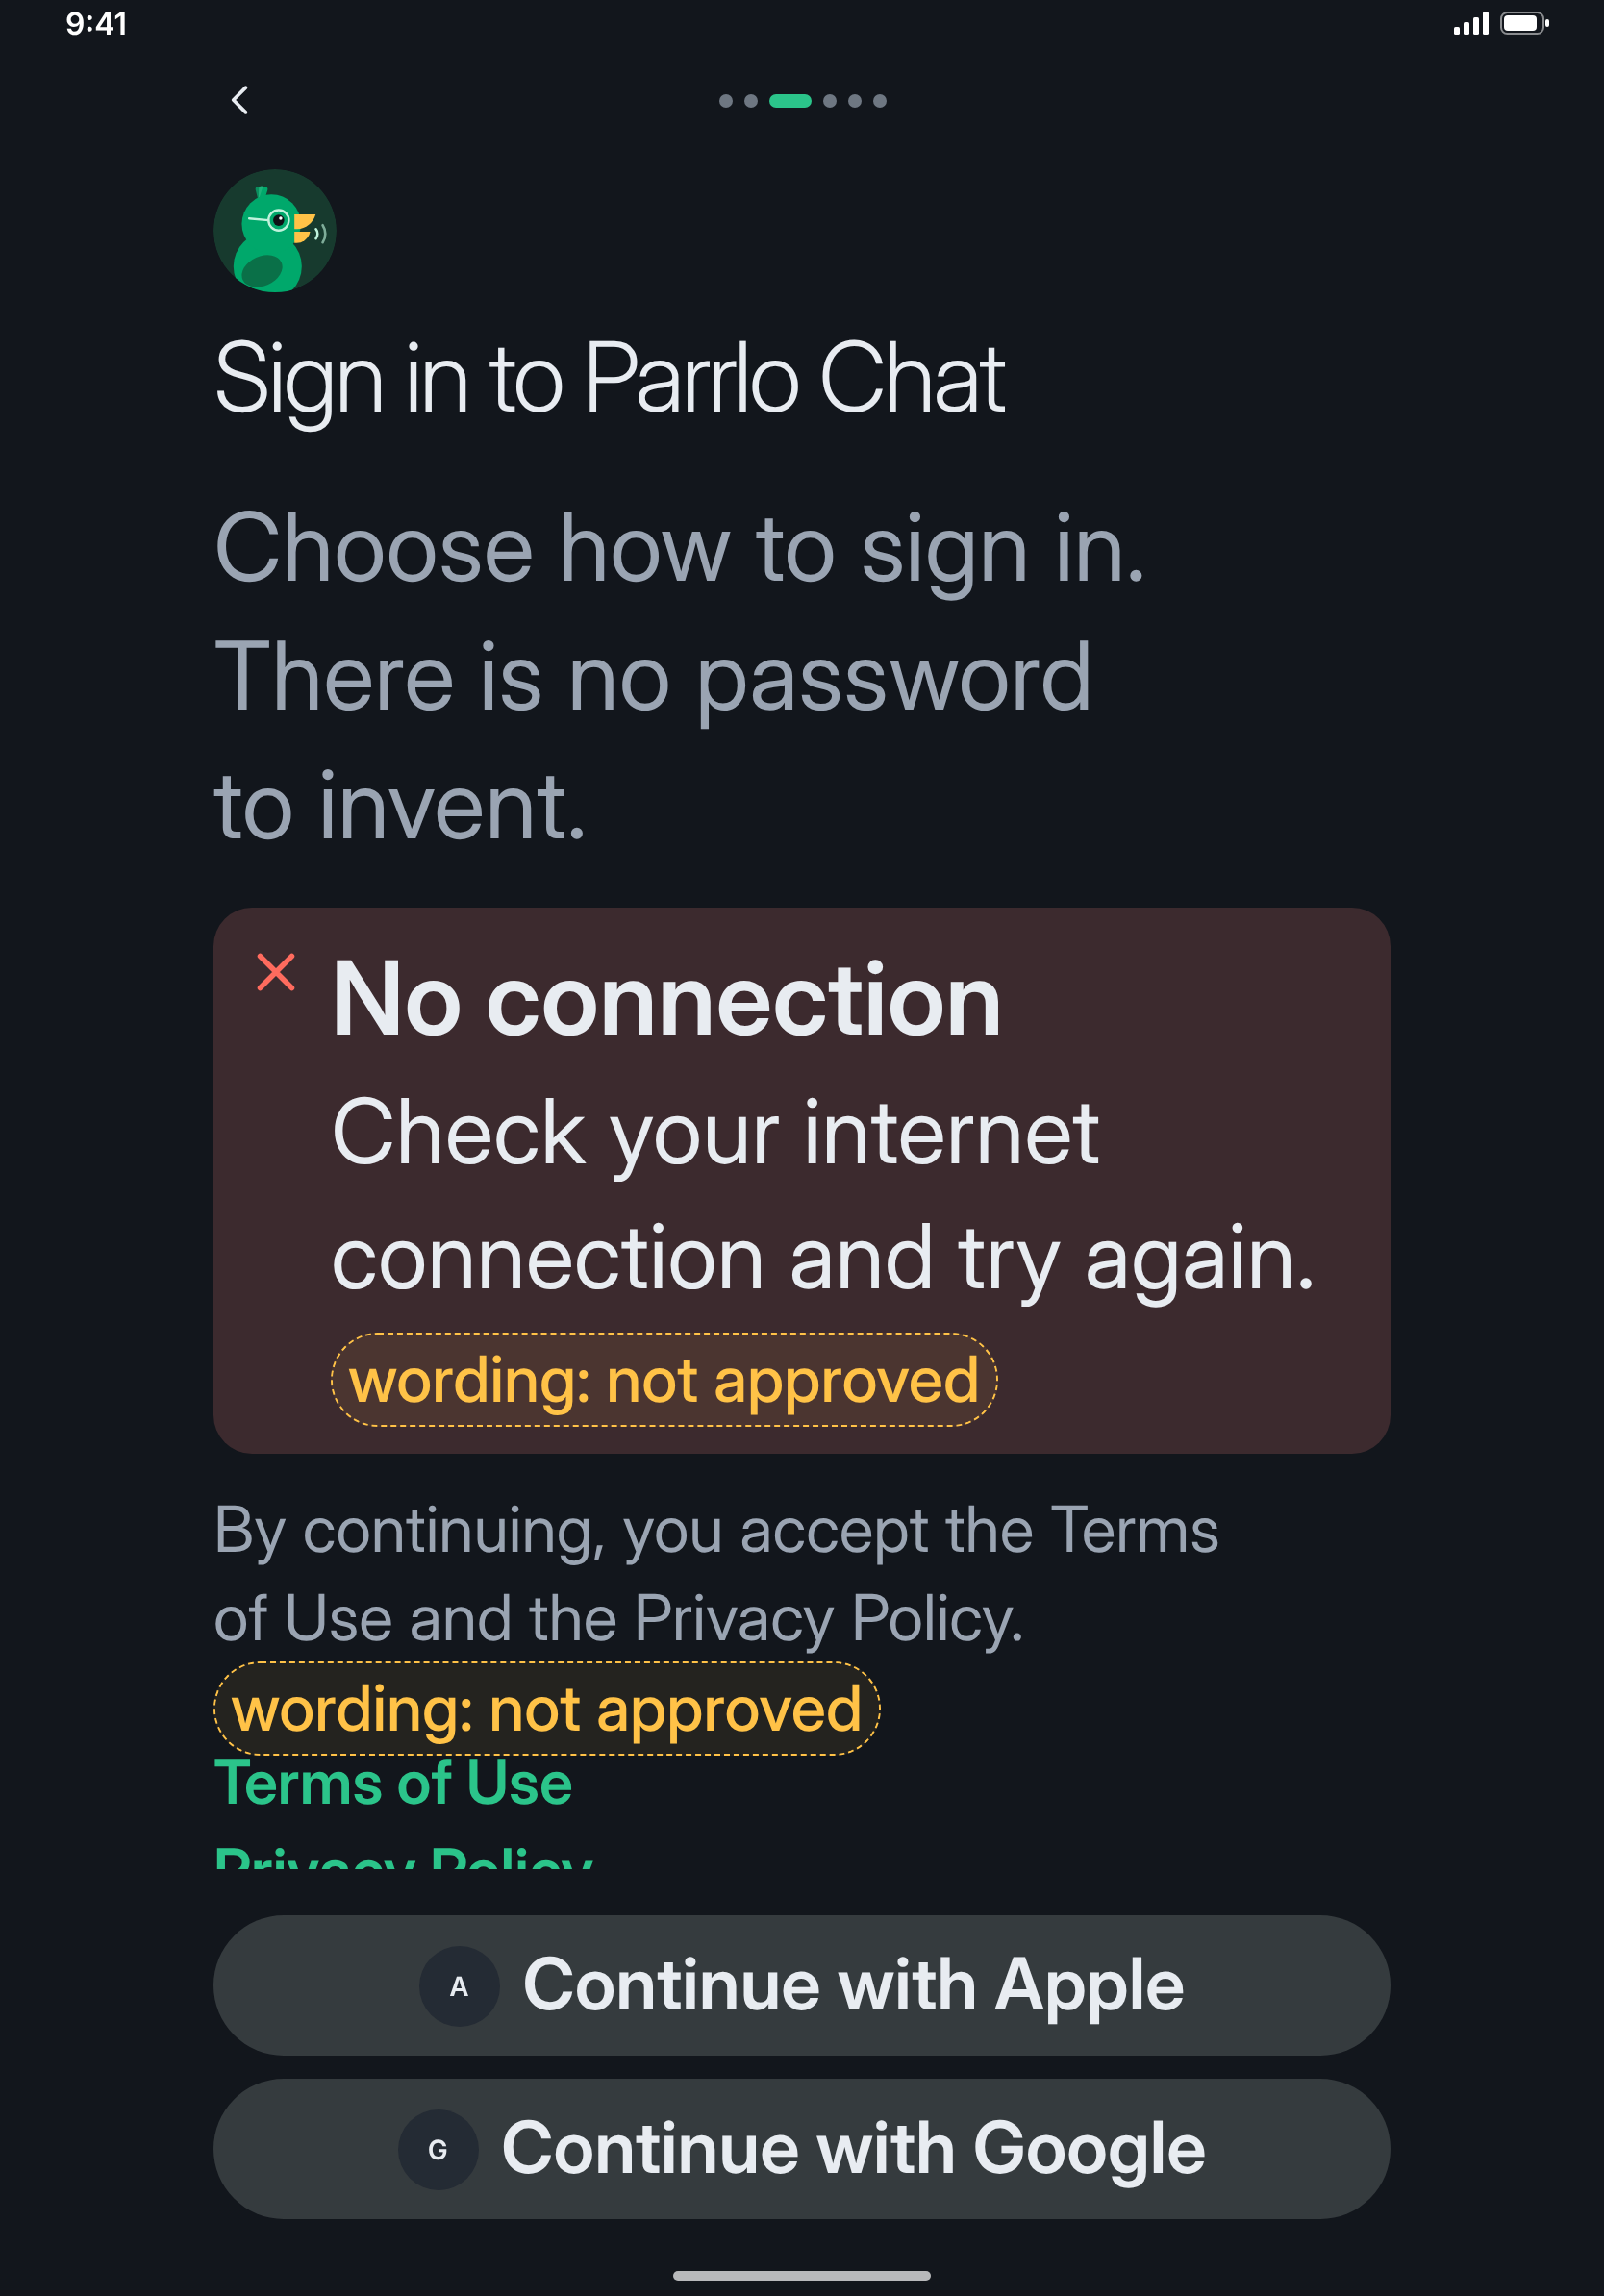 9:41
Sign in to Parrlo Chat
Choose how to sign in.
There is no password
to invent.
No connection
Check your internet
connection and try again.
wording: not approved
By continuing, you accept the Terms
of Use and the Privacy Policy.
wording: not approved
Terms of Use
Privacy Policy
A Continue with Apple
G Continue with Google